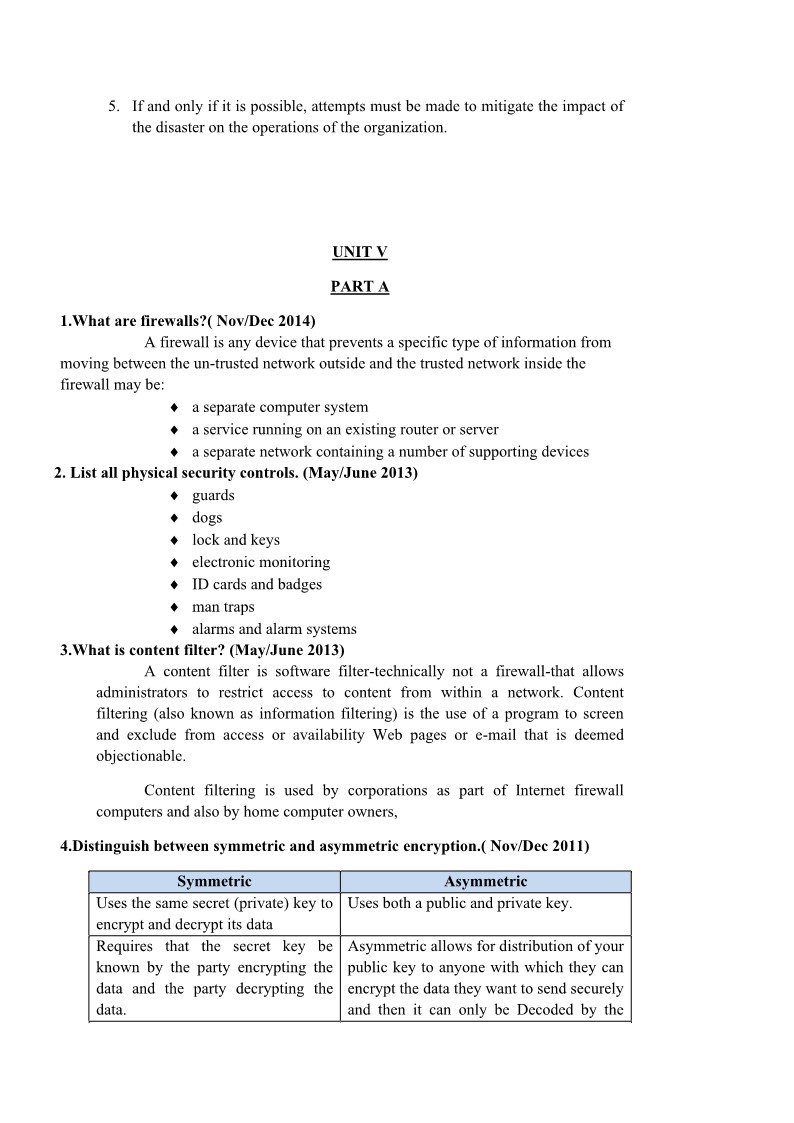 5. If and only if it is possible, attempts must be made to mitigate the impact of
the disaster on the operations of the organization.
UNIT V
PART A
1.What are firewalls?( Nov/Dec 2014)
A firewall is any device that prevents a specific type of information from
moving between the un-trusted network outside and the trusted network inside the
firewall may be:
♦ a separate computer system
♦ a service running on an existing router or server
♦ a separate network containing a number of supporting devices
2. List all physical security controls. (May/June 2013)
♦ guards
♦ dogs
♦ lock and keys
♦ electronic monitoring
♦ ID cards and badges
♦ man traps
♦ alarms and alarm systems
3.What is content filter? (May/June 2013)
A content filter is software filter-technically not a firewall-that allows
administrators to restrict access to content from within a network. Content
filtering (also known as information filtering) is the use of a program to screen
and exclude from access or availability Web pages or e-mail that is deemed
objectionable.
Content filtering is used by corporations as part of Internet firewall
computers and also by home computer owners,
4.Distinguish between symmetric and asymmetric encryption.( Nov/Dec 2011)
Symmetric
Asymmetric
Uses the same secret (private) key to
encrypt and decrypt its data
Uses both a public and private key.
Requires that the secret key be
known by the party encrypting the
data and the party decrypting the
data.
Asymmetric allows for distribution of your
public key to anyone with which they can
encrypt the data they want to send securely
and then it can only be Decoded by the